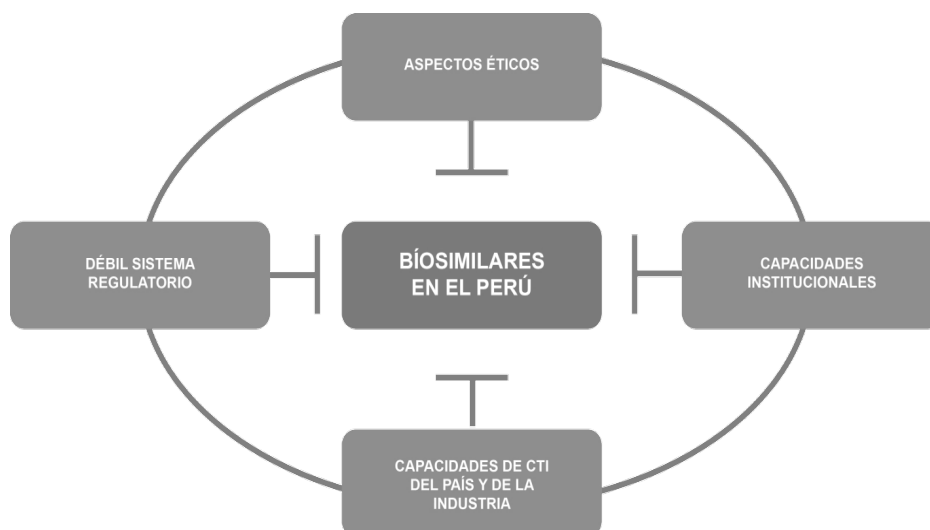 ASPECTOS ÉTICOS
DÉBIL SISTEMA
REGULATORIO
BÍOSIMILARES
EN EL PERÚ
CAPACIDADES
INSTITUCIONALES
CAPACIDADES DE CTI
DEL PAÍS Y DE LA
INDUSTRIA